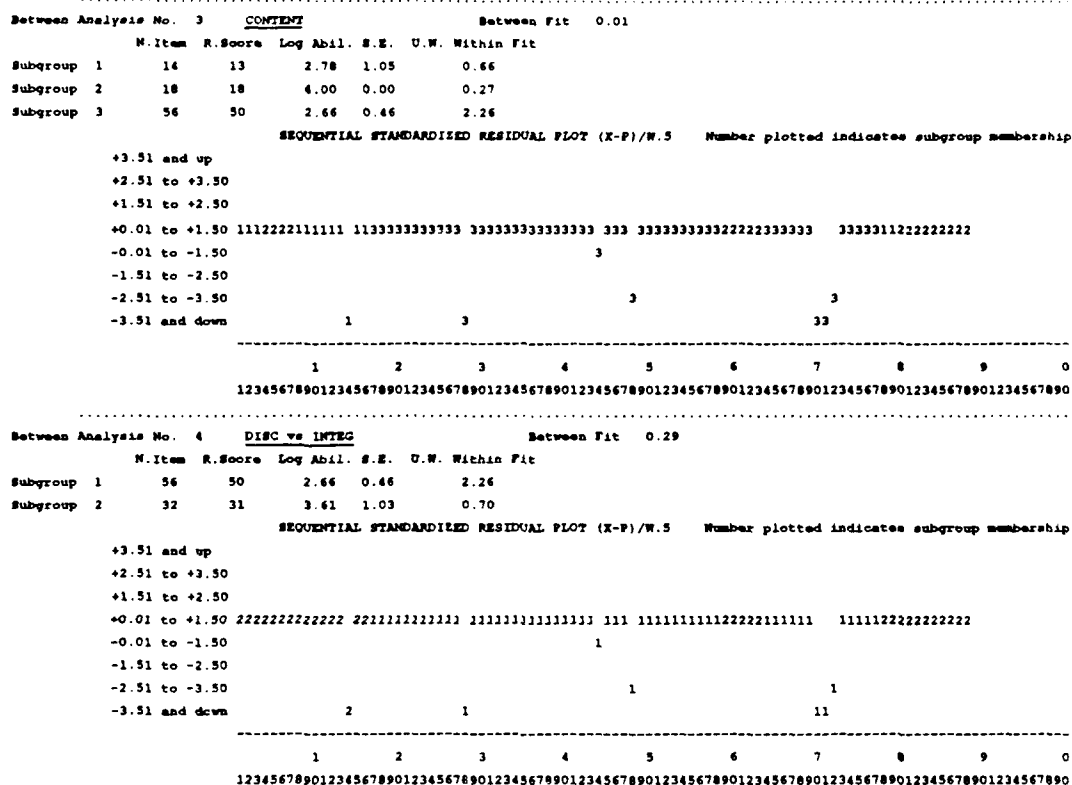 Between Analysis No. 3 CONTENT Between Fit 0.01
N.Item R.Score Log Abil. S.E. U.W. Within Fit
Subgroup 1 14 13 2.78 1.05 0.66
Subgroup 2 18 18 4.00 0.00 0.27
Subgroup 3 56 50 2.66 0.46 2.26
SEQUENTIAL STANDARDIZED RESIDUAL PLOT (X-P)/W.5 Number plotted indicates subgroup membership
+3.51 and up
+2.51 to +3.50
+1.51 to +2.50
+0.01 to +1.50 1112222111111 1133333333333 333333333333333 333 333333333322222333333 3333311222222222
-0.01 to -1.50 3
-1.51 to -2.50
-2.51 to -3.50 3 3
-3.51 and down 1 3 33
1 2 3 4 5 6 7 8 9 0
1234567890123456789012345678901234567890123456789012345678901234567890123456789012345678901234567890
Between Analysis No. 4 DISC vs INTEG Between Fit 0.29
N.Item R.Score Log Abil. S.E. U.W. Within Fit
Subgroup 1 56 50 2.66 0.46 2.26
Subgroup 2 32 31 3.61 1.03 0.70
SEQUENTIAL STANDARDIZED RESIDUAL PLOT (X-P)/W.5 Number plotted indicates subgroup membership
+3.51 and up
+2.51 to +3.50
+1.51 to +2.50
+0.01 to +1.50 2222222222222 2211111111111 111111111111111 111 111111111122222111111 1111122222222222
-0.01 to -1.50 1
-1.51 to -2.50
-2.51 to -3.50 1 1
-3.51 and down 2 1 11
1 2 3 4 5 6 7 8 9 0
1234567890123456789012345678901234567890123456789012345678901234567890123456789012345678901234567890